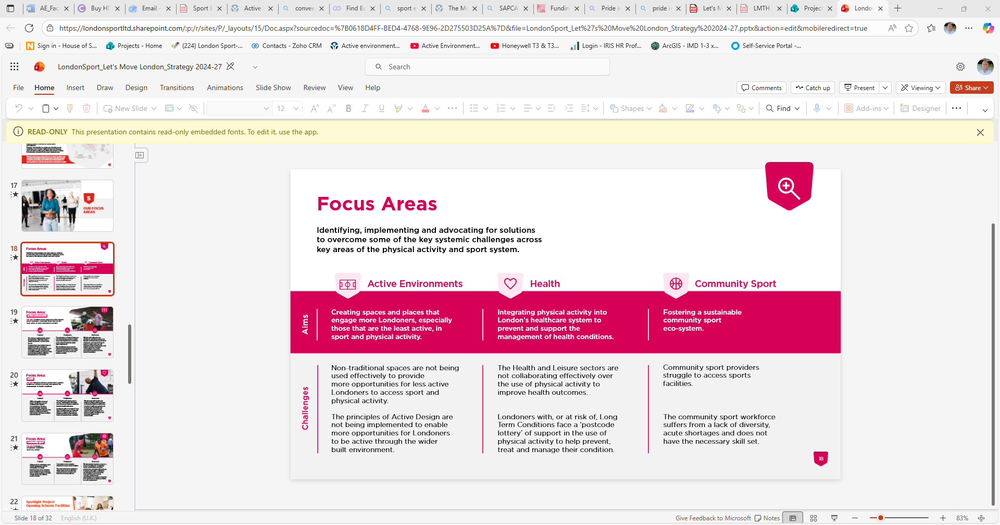 AE_Fac
Buy HC
Email -
Sport E
Active
convee
Find Ev
sport e
The Mo
SAPCA
Fundin
Pride ir
pride ir
Let's M
LMTH
Project
Londo
https://londonsportltd.sharepoint.com/:p:/r/sites/P/_layouts/15/Doc.aspx?sourcedoc=%7B0618D4FF-BED4-4768-9E96-2D275503D25A%7D&file=LondonSport_Let%27s%20Move%20London_Strategy%202024-27.pptx&action=edit&mobileredirect=true
Sign in - House of S...
Projects - Home
(224) London Sport-...
Contacts - Zoho CRM
Active environment...
Active Environment...
Honeywell T3 & T3...
Login - IRIS HR Prof...
ArcGIS - IMD 1-3 x...
Self-Service Portal -...
LondonSport_Let's Move London_Strategy 2024-27
Search
File Home Insert Draw Design Transitions Animations Slide Show Review View Help
Comments Catch up Present Viewing Share
New Slide 12 Shapes Find Add-ins Designer
READ-ONLY This presentation contains read-only embedded fonts. To edit it, use the app.
17
5
OUR FOCUS
AREAS
18
Focus Areas
19
Focus Area:
20
Focus Area:
21
Focus Area:
22
Spotlight Project:
Opening Schools Facilities
Focus Areas
Identifying, implementing and advocating for solutions
to overcome some of the key systemic challenges across
key areas of the physical activity and sport system.
Active Environments
Health
Community Sport
Aims
Creating spaces and places that
engage more Londoners, especially
those that are the least active, in
sport and physical activity.
Integrating physical activity into
London's healthcare system to
prevent and support the
management of health conditions.
Fostering a sustainable
community sport
eco-system.
Challenges
Non-traditional spaces are not being
used effectively to provide
more opportunities for less active
Londoners to access sport and
physical activity.
The principles of Active Design are
not being implemented to enable
more opportunities for Londoners
to be active through the wider
built environment.
The Health and Leisure sectors are
not collaborating effectively over
the use of physical activity to
improve health outcomes.
Londoners with, or at risk of, Long
Term Conditions face a 'postcode
lottery' of support in the use of
physical activity to help prevent,
treat and manage their condition.
Community sport providers
struggle to access sports
facilities.
The community sport workforce
suffers from a lack of diversity,
acute shortages and does not
have the necessary skill set.
18
Slide 18 of 32 English (U.K.)
Give Feedback to Microsoft Notes 83%